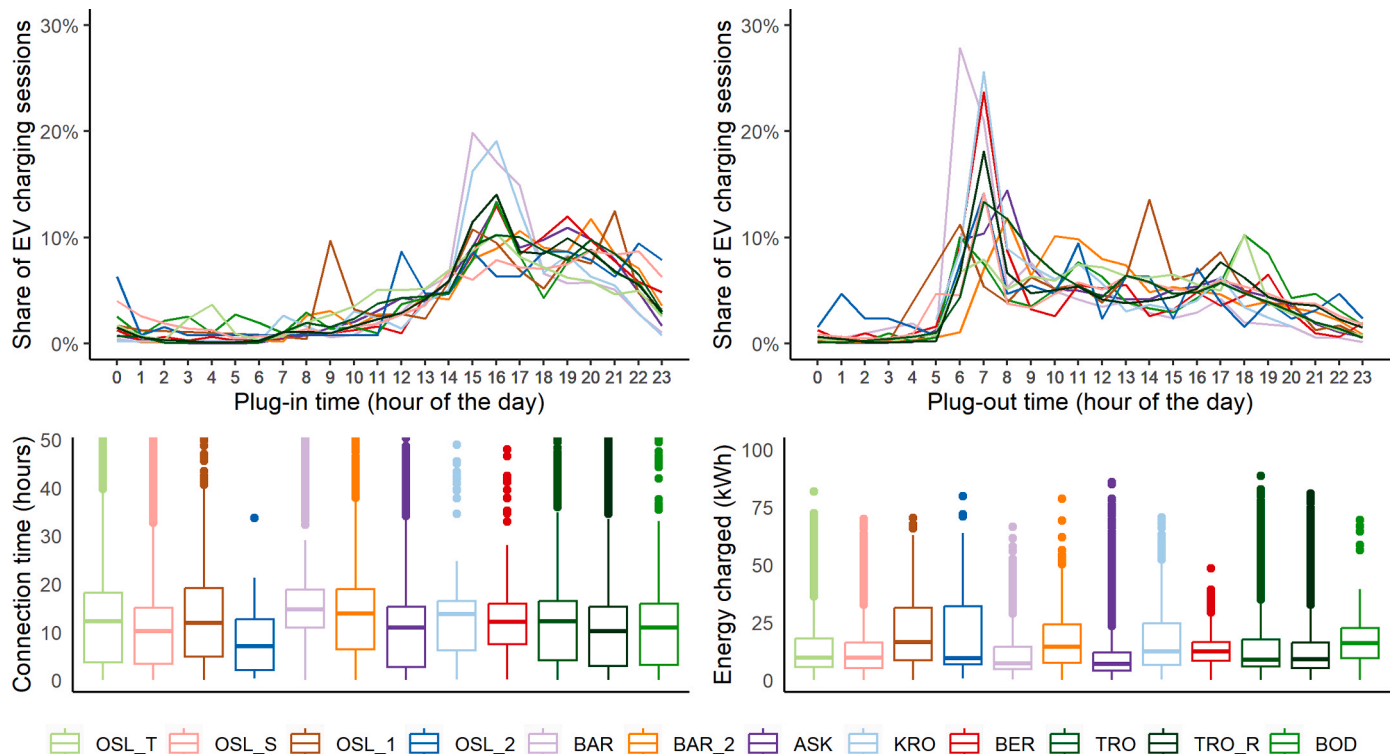 Share of EV charging sessions
30%
20%
10%
0%
0 1 2 3 4 5 6 7 8 9 10 11 12 13 14 15 16 17 18 19 20 21 22 23
Plug-in time (hour of the day)
Share of EV charging sessions
30%
20%
10%
0%
0 1 2 3 4 5 6 7 8 9 10 11 12 13 14 15 16 17 18 19 20 21 22 23
Plug-out time (hour of the day)
Connection time (hours)
50
40
30
20
10
0
Energy charged (kWh)
100
75
50
25
0
OSL_T OSL_S OSL_1 OSL_2 BAR BAR_2 ASK KRO BER TRO TRO_R BOD